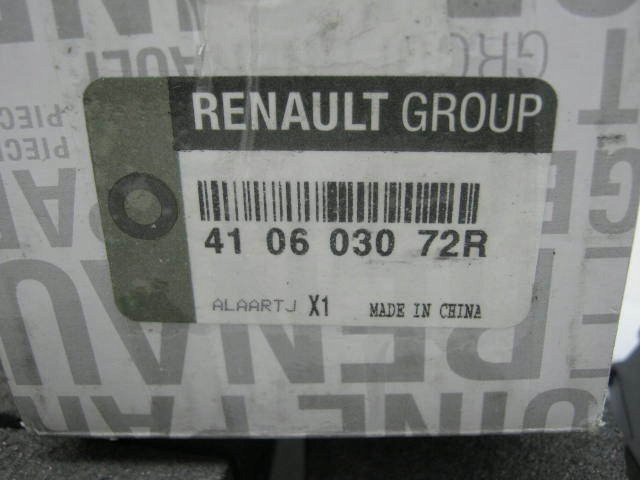 RENAULT GROUP
41 06 030 72R
ALAARTJ X1 MADE IN CHINA